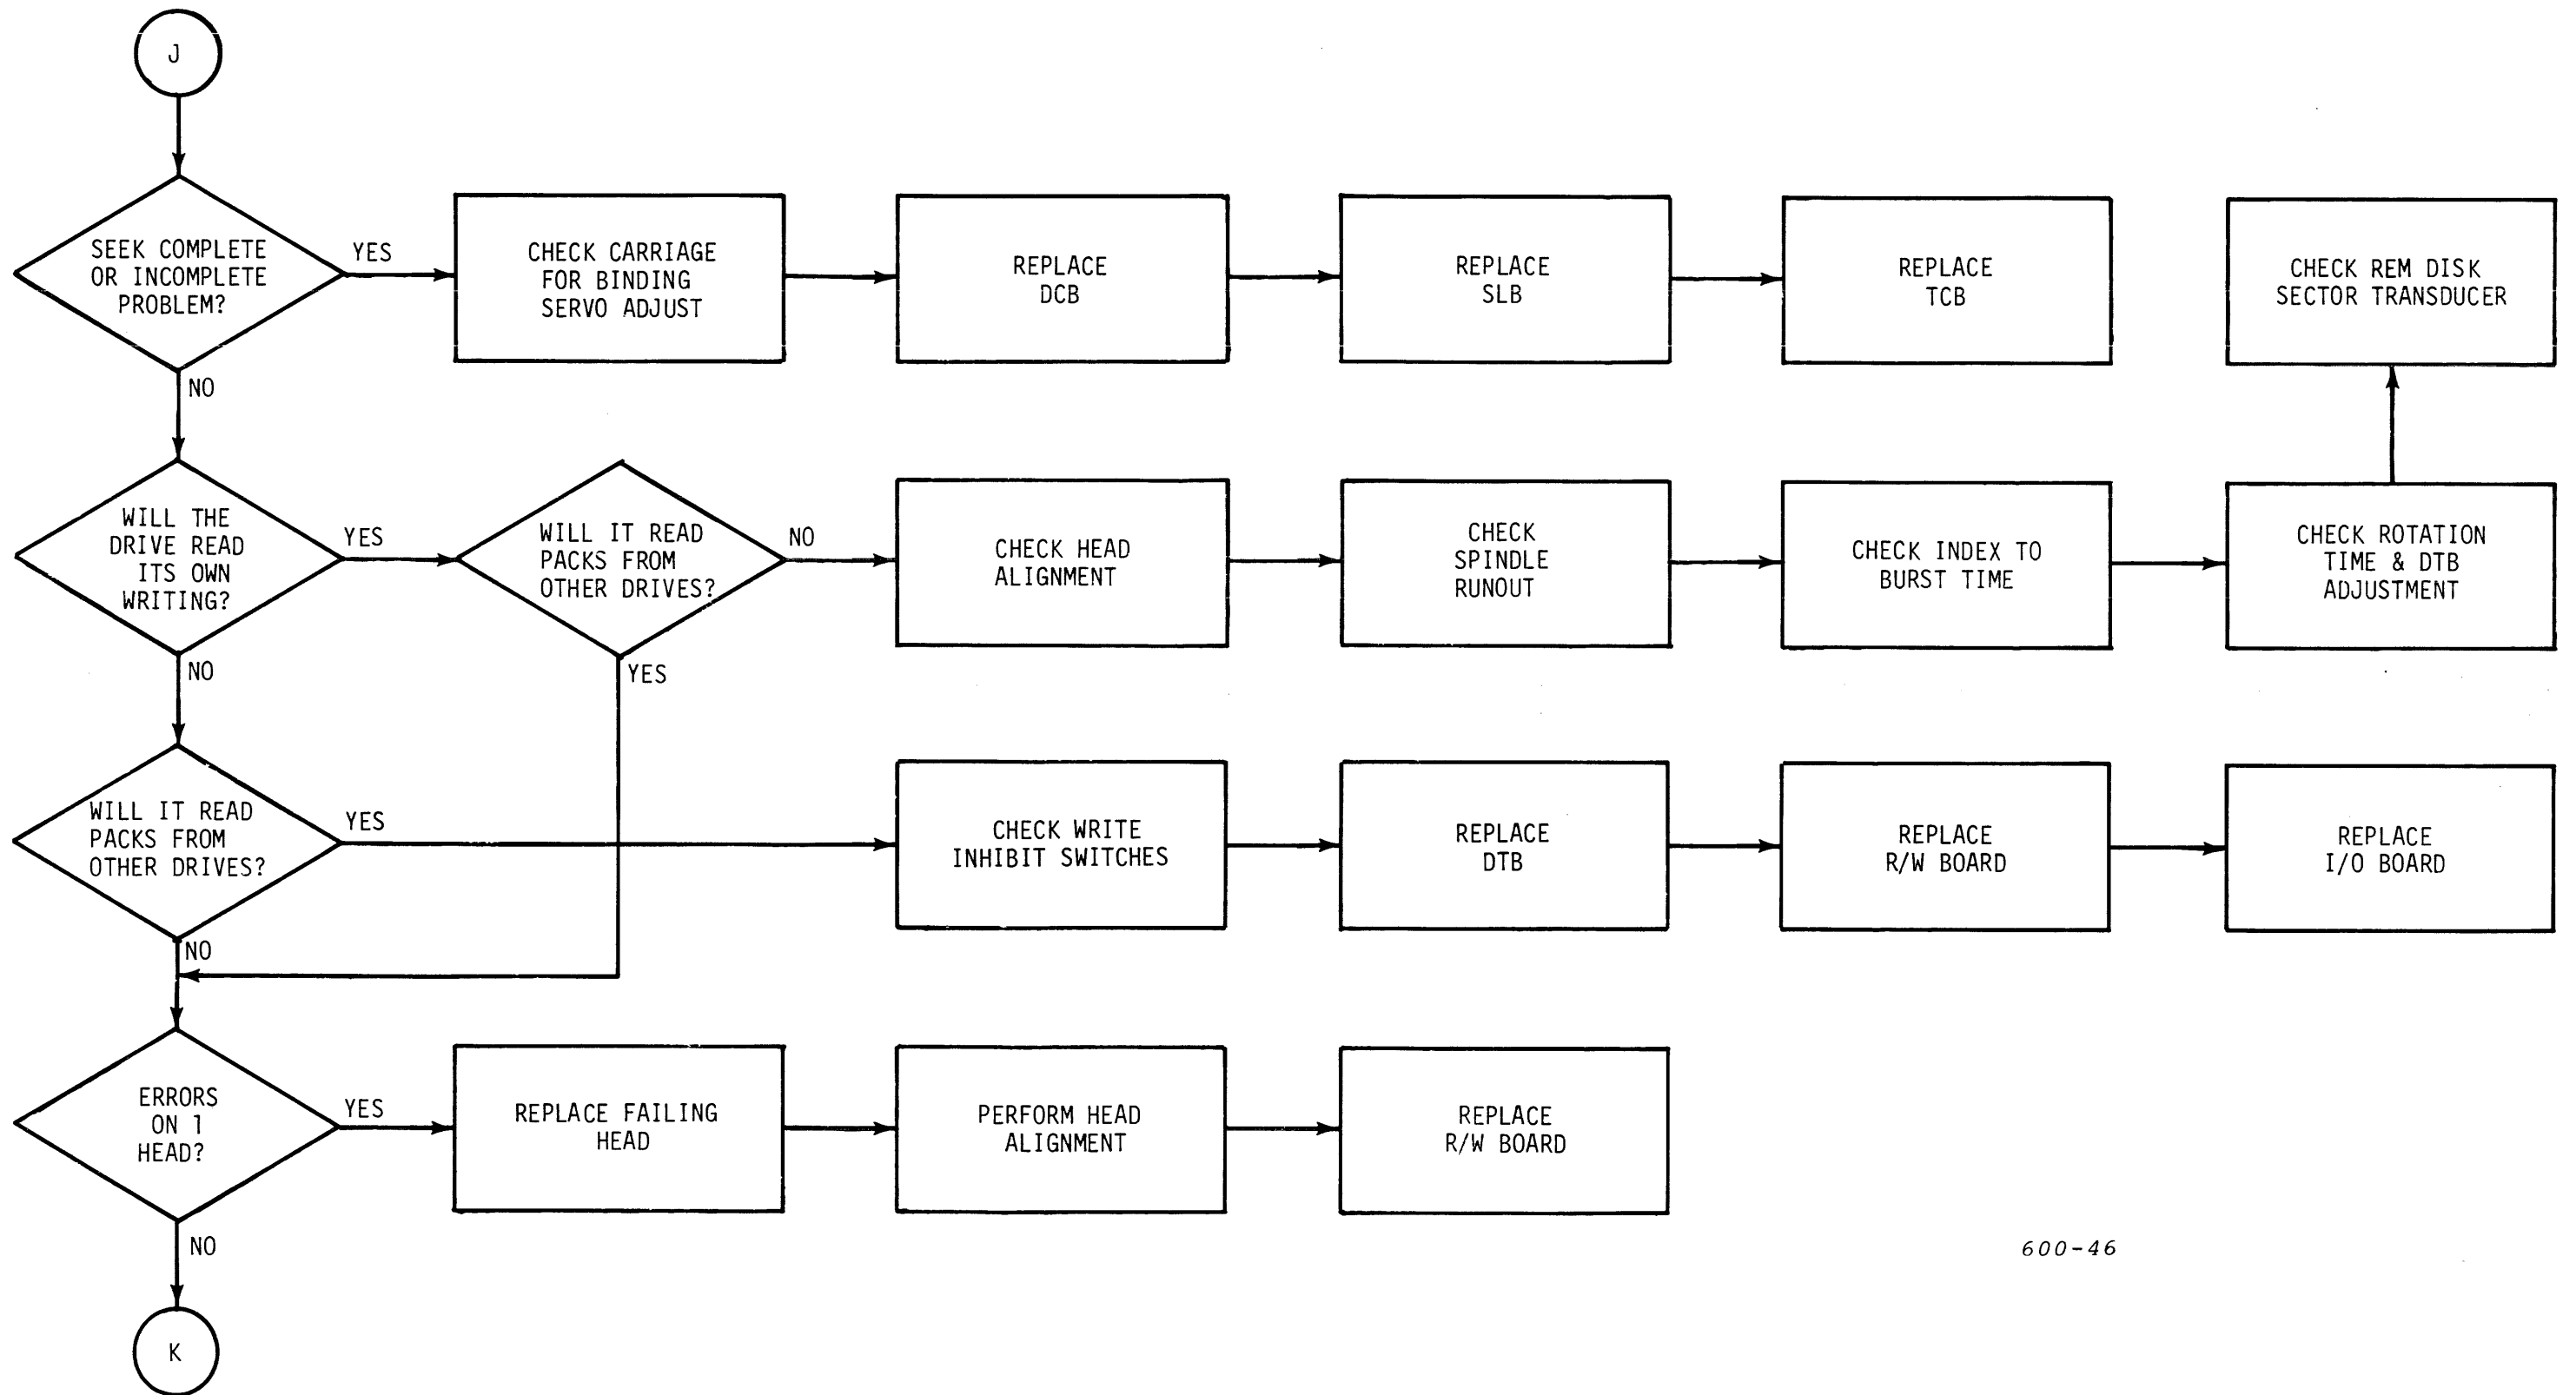 J
SEEK COMPLETE
OR INCOMPLETE
PROBLEM?
YES
NO
CHECK CARRIAGE
FOR BINDING
SERVO ADJUST
REPLACE
DCB
REPLACE
SLB
REPLACE
TCB
CHECK REM DISK
SECTOR TRANSDUCER
WILL THE
DRIVE READ
ITS OWN
WRITING?
YES
NO
WILL IT READ
PACKS FROM
OTHER DRIVES?
NO
YES
CHECK HEAD
ALIGNMENT
CHECK
SPINDLE
RUNOUT
CHECK INDEX TO
BURST TIME
CHECK ROTATION
TIME & DTB
ADJUSTMENT
WILL IT READ
PACKS FROM
OTHER DRIVES?
YES
NO
CHECK WRITE
INHIBIT SWITCHES
REPLACE
DTB
REPLACE
R/W BOARD
REPLACE
I/O BOARD
ERRORS
ON 1
HEAD?
YES
NO
REPLACE FAILING
HEAD
PERFORM HEAD
ALIGNMENT
REPLACE
R/W BOARD
600-46
K